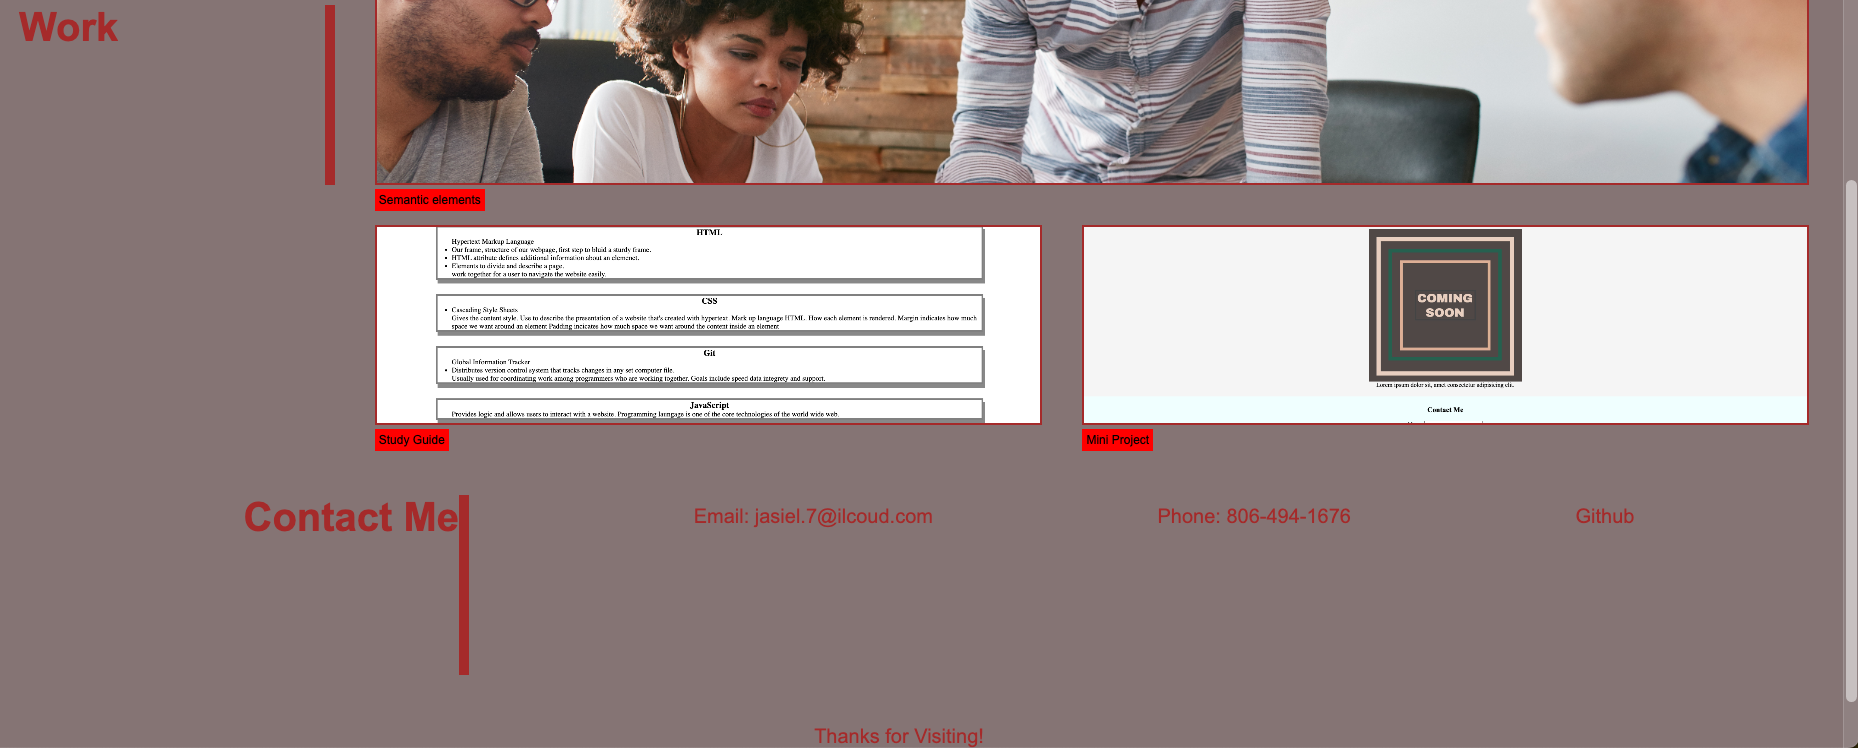 Work
Semantic elements
HTML
Hypertext Markup Language
Our frame, structure of our webpage, first step to bluid a sturdy frame.
HTML attribute defines additional information about an elemenet.
Elements to divide and describe a page.
work together for a user to navigate the website easily.
CSS
Cascading Style Sheets
Gives the content style. Use to describe the presentation of a website that's created with hypertext. Mark up language HTML. How each element is rendered. Margin indicates how much
space we want around an element Padding indicates how much space we want around the content inside an element
Git
Global Information Tracker
Distributes version control system that tracks changes in any set computer file.
Usually used for coordinating work among programmers who are working together. Goals include speed data integrety and support.
JavaScript
Provides logic and allows users to interact with a website. Programming laungage is one of the core technologies of the world wide web.
Study Guide
COMING
SOON
Lorem ipsum dolor sit, amet consectetur adipisicing elit.
Contact Me
Mini Project
Contact Me
Email: jasiel.7@ilcoud.com
Phone: 806-494-1676
Github
Thanks for Visiting!